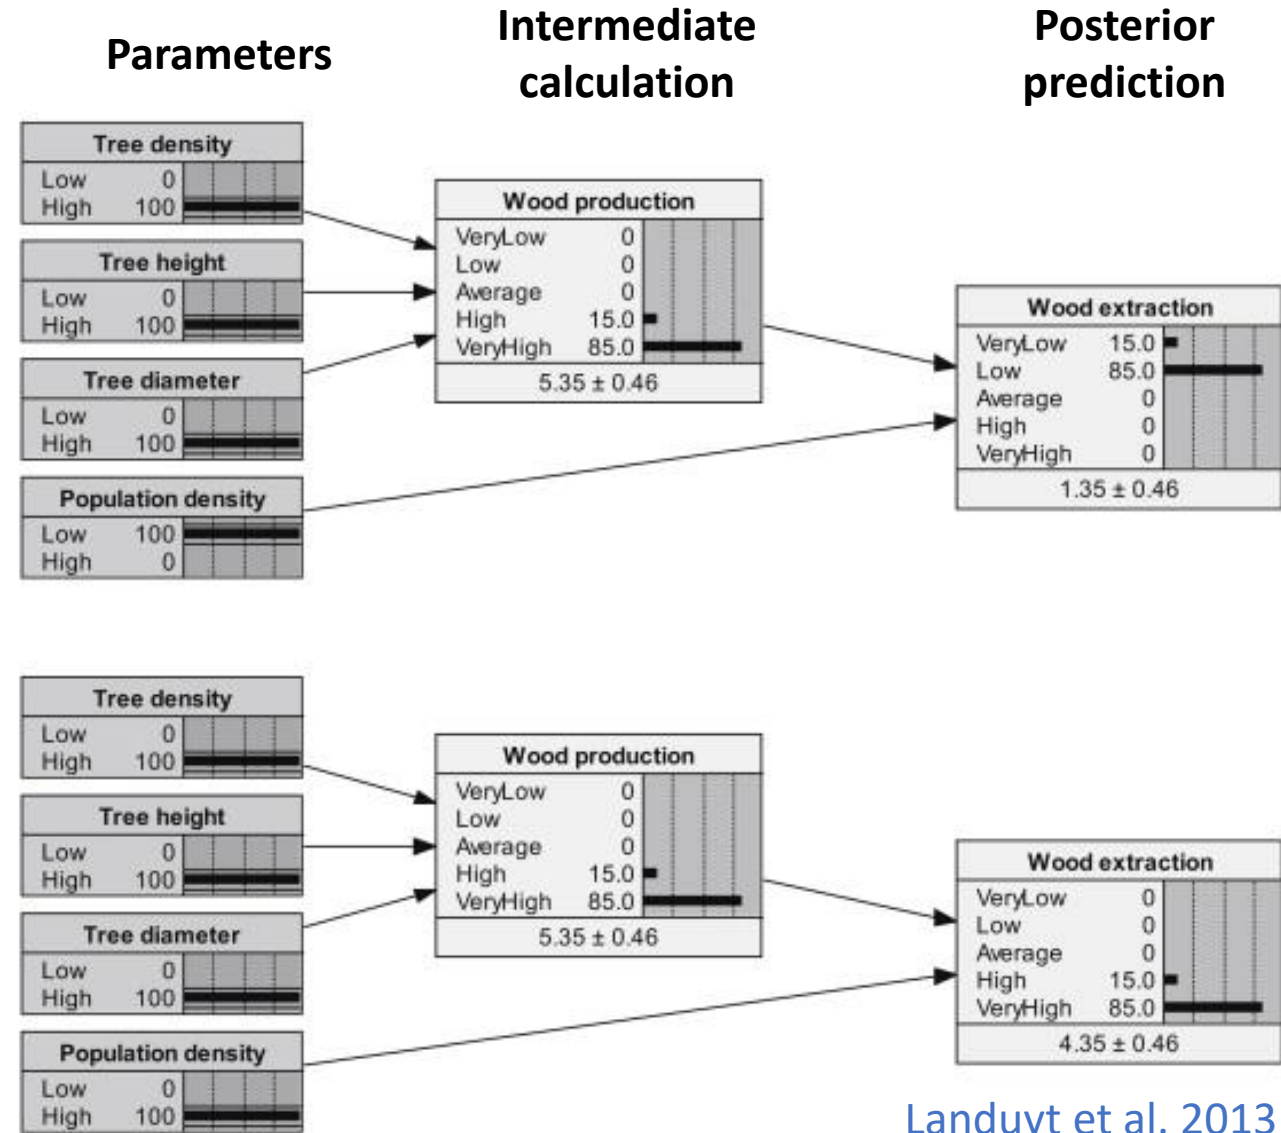 Parameters
Intermediate
calculation
Posterior
prediction
Tree density
Low 0
High 100
Tree height
Low 0
High 100
Tree diameter
Low 0
High 100
Population density
Low 100
High 0
Wood production
VeryLow 0
Low 0
Average 0
High 15.0
VeryHigh 85.0
5.35 ± 0.46
Wood extraction
VeryLow 15.0
Low 85.0
Average 0
High 0
VeryHigh 0
1.35 ± 0.46
Tree density
Low 0
High 100
Tree height
Low 0
High 100
Tree diameter
Low 0
High 100
Population density
Low 0
High 100
Wood production
VeryLow 0
Low 0
Average 0
High 15.0
VeryHigh 85.0
5.35 ± 0.46
Wood extraction
VeryLow 0
Low 0
Average 0
High 15.0
VeryHigh 85.0
4.35 ± 0.46
Landuyt et al. 2013